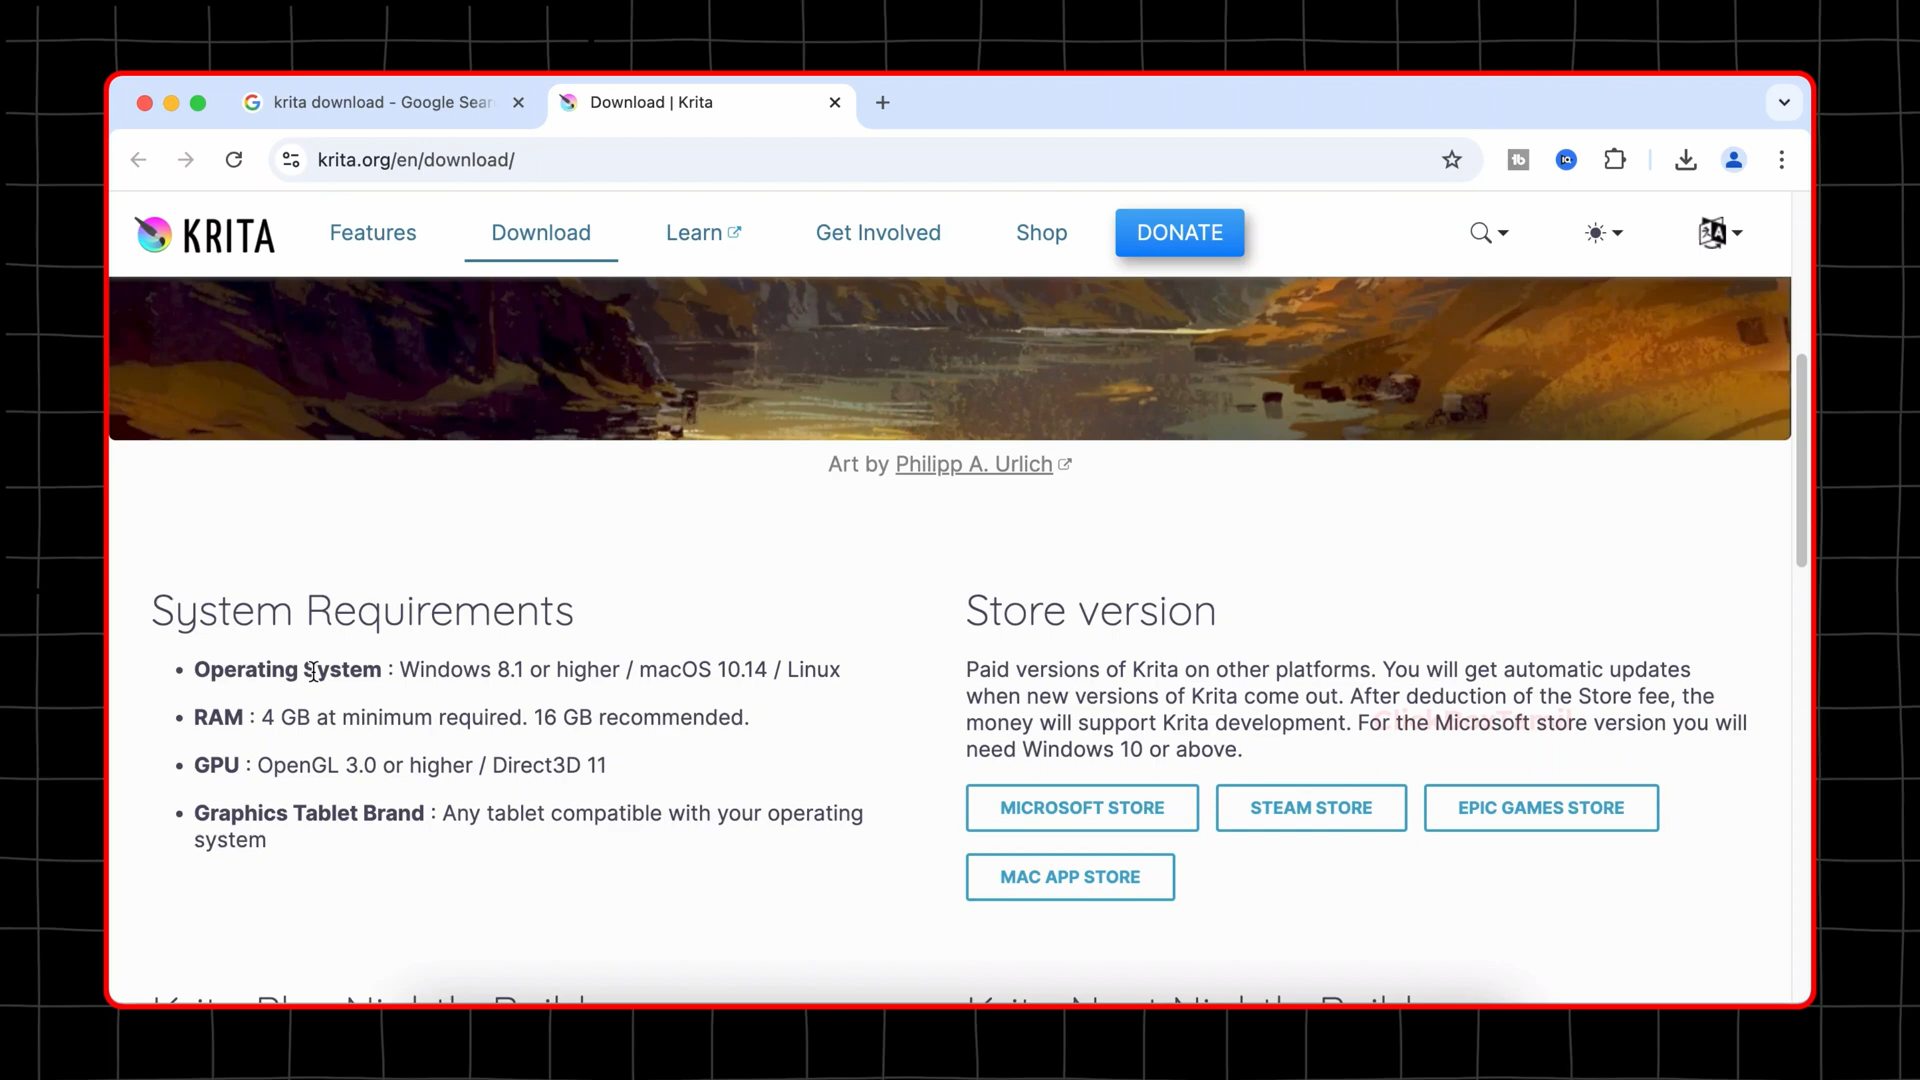 krita download - Google Sear
Download | Krita
krita.org/en/download/
KRITA
Features
Download
Learn
Get Involved
Shop
DONATE
Art by Philipp A. Urlich
System Requirements
• Operating System : Windows 8.1 or higher / macOS 10.14 / Linux
• RAM : 4 GB at minimum required. 16 GB recommended.
• GPU : OpenGL 3.0 or higher / Direct3D 11
• Graphics Tablet Brand : Any tablet compatible with your operating
system
Store version
Paid versions of Krita on other platforms. You will get automatic updates
when new versions of Krita come out. After deduction of the Store fee, the
money will support Krita development. For the Microsoft store version you will
need Windows 10 or above.
MICROSOFT STORE
STEAM STORE
EPIC GAMES STORE
MAC APP STORE